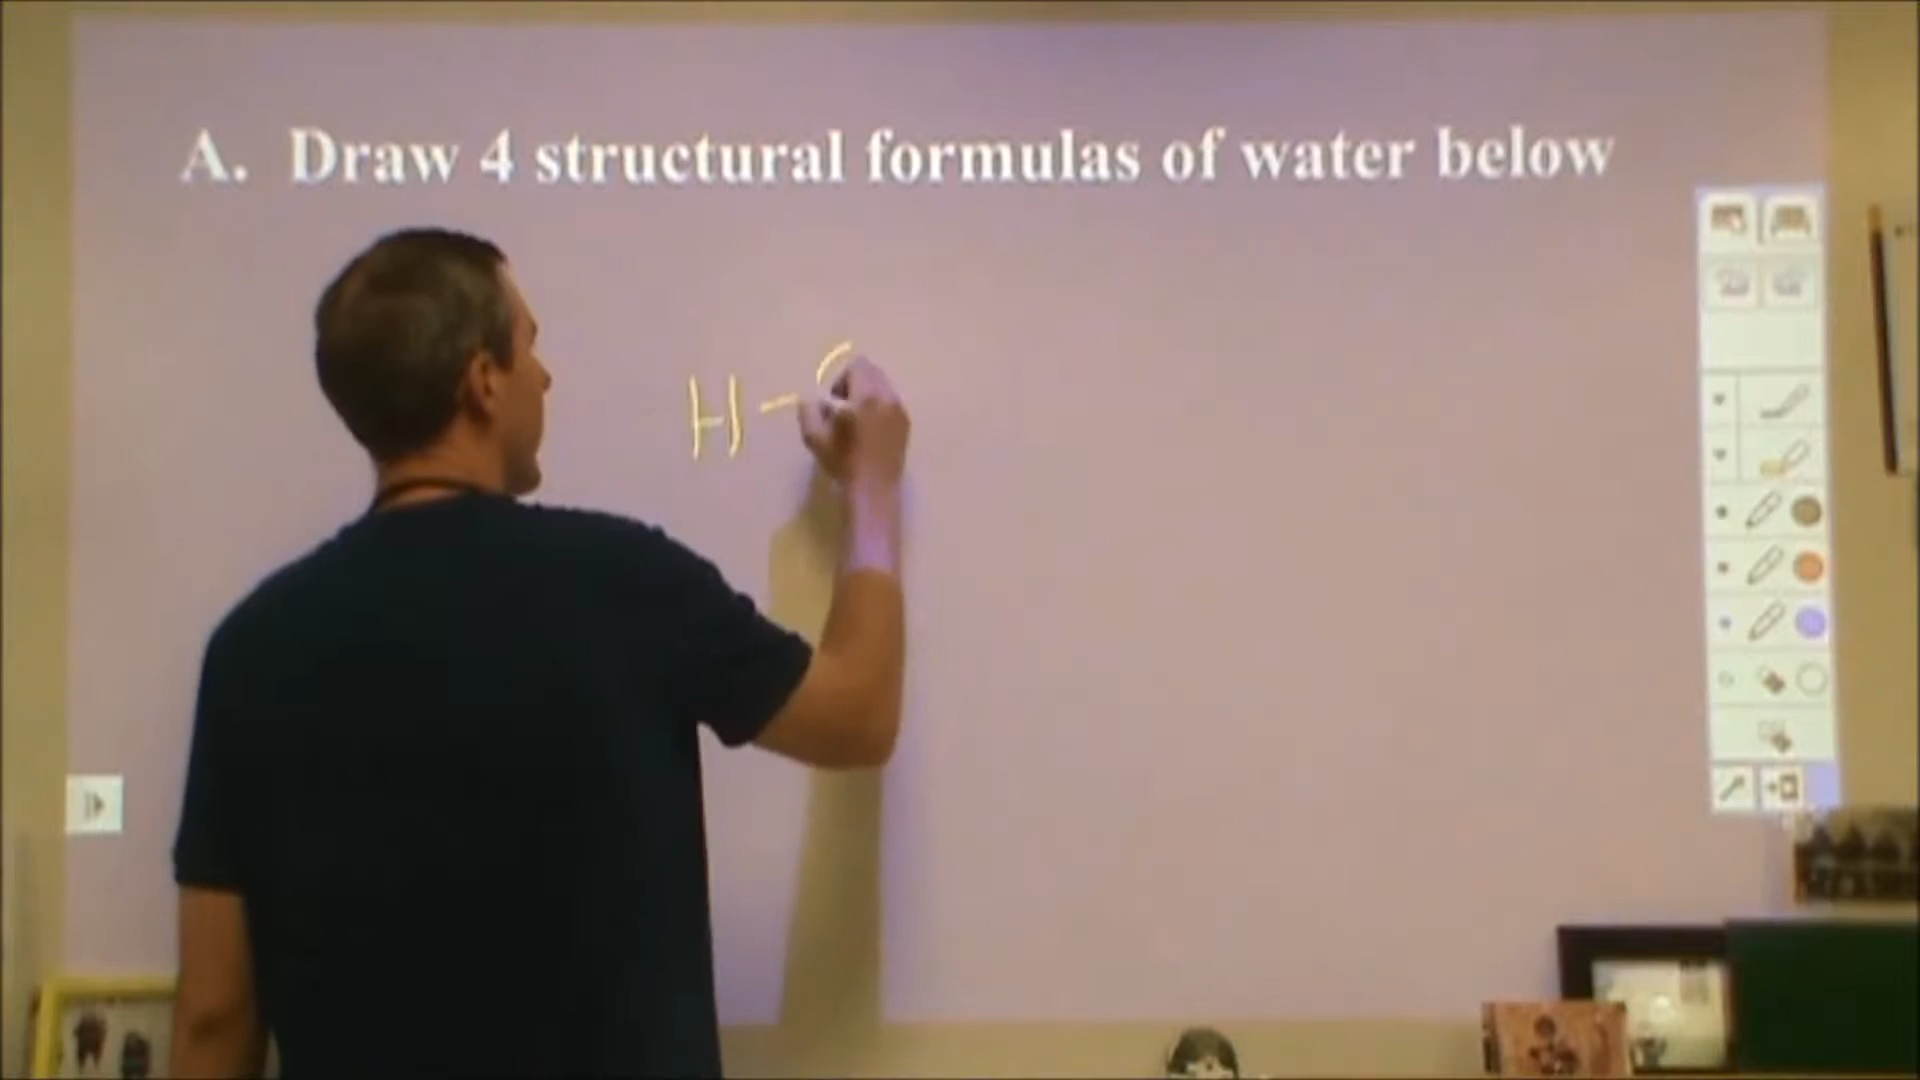 A. Draw 4 structural formulas of water below
H -